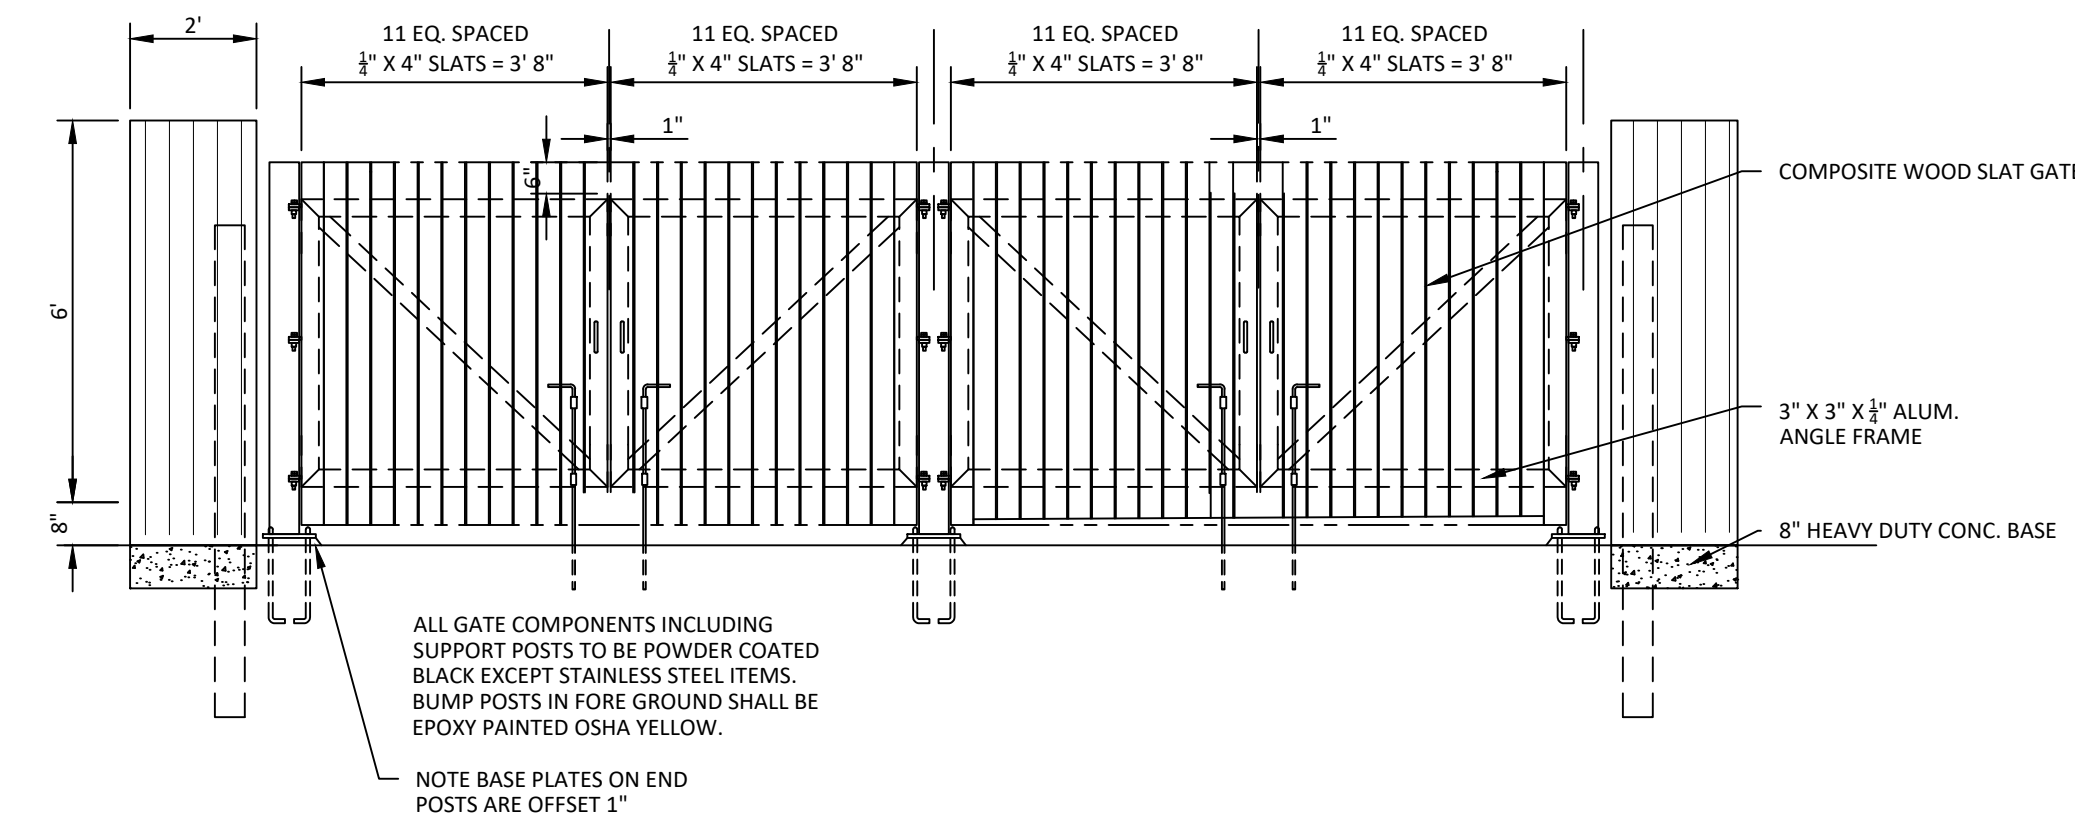 2'
11 EQ. SPACED
1/4" X 4" SLATS = 3' 8"
11 EQ. SPACED
1/4" X 4" SLATS = 3' 8"
11 EQ. SPACED
1/4" X 4" SLATS = 3' 8"
11 EQ. SPACED
1/4" X 4" SLATS = 3' 8"
1"
1"
6"
COMPOSITE WOOD SLAT GATE
6'
3" X 3" X 1/4" ALUM.
ANGLE FRAME
8"
8" HEAVY DUTY CONC. BASE
ALL GATE COMPONENTS INCLUDING
SUPPORT POSTS TO BE POWDER COATED
BLACK EXCEPT STAINLESS STEEL ITEMS.
BUMP POSTS IN FORE GROUND SHALL BE
EPOXY PAINTED OSHA YELLOW.
NOTE BASE PLATES ON END
POSTS ARE OFFSET 1"